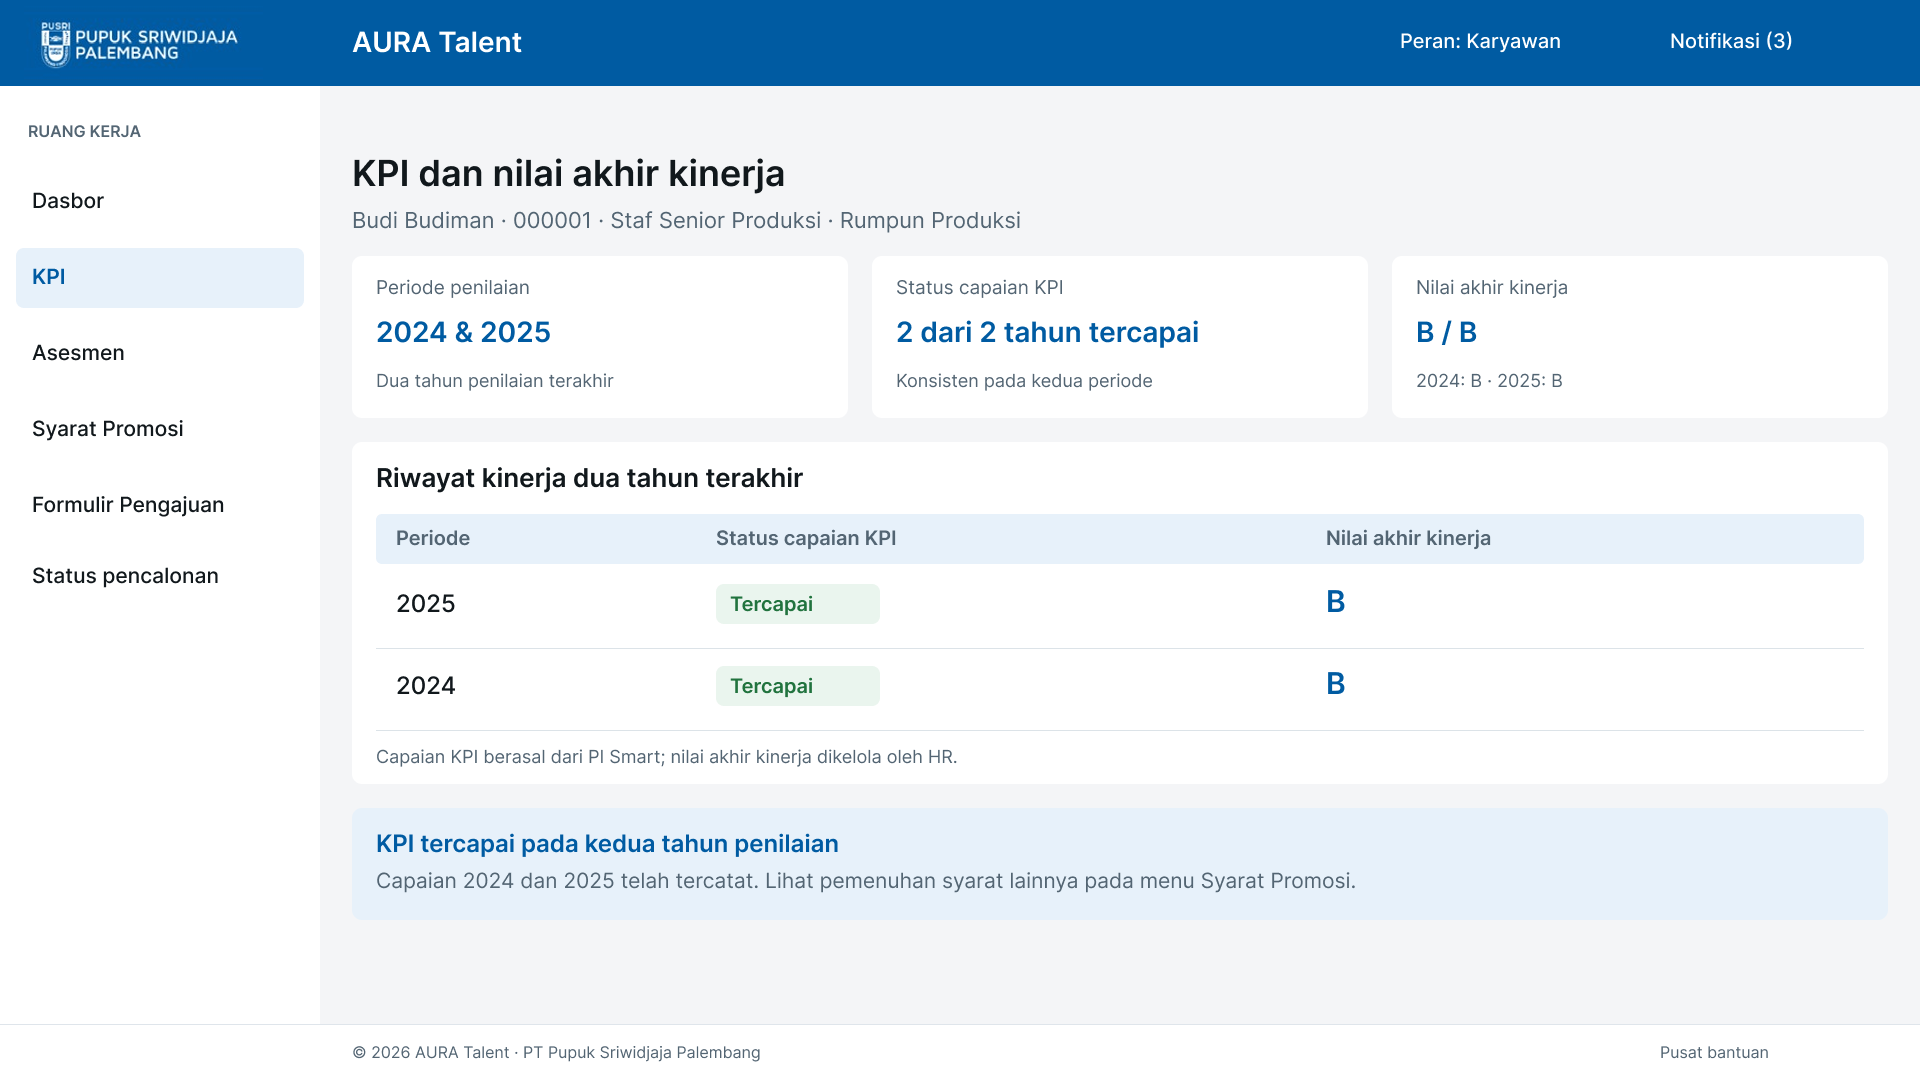 PUSRI
PUPUK SRIWIDJAJA
PALEMBANG
AURA Talent
Peran: Karyawan
Notifikasi (3)
RUANG KERJA
Dasbor
KPI
Asesmen
Syarat Promosi
Formulir Pengajuan
Status pencalonan
KPI dan nilai akhir kinerja
Budi Budiman · 000001 · Staf Senior Produksi · Rumpun Produksi
Periode penilaian
2024 & 2025
Dua tahun penilaian terakhir
Status capaian KPI
2 dari 2 tahun tercapai
Konsisten pada kedua periode
Nilai akhir kinerja
B / B
2024: B · 2025: B
Riwayat kinerja dua tahun terakhir
Periode Status capaian KPI Nilai akhir kinerja
2025 Tercapai B
2024 Tercapai B
Capaian KPI berasal dari PI Smart; nilai akhir kinerja dikelola oleh HR.
KPI tercapai pada kedua tahun penilaian
Capaian 2024 dan 2025 telah tercatat. Lihat pemenuhan syarat lainnya pada menu Syarat Promosi.
© 2026 AURA Talent · PT Pupuk Sriwidjaja Palembang
Pusat bantuan